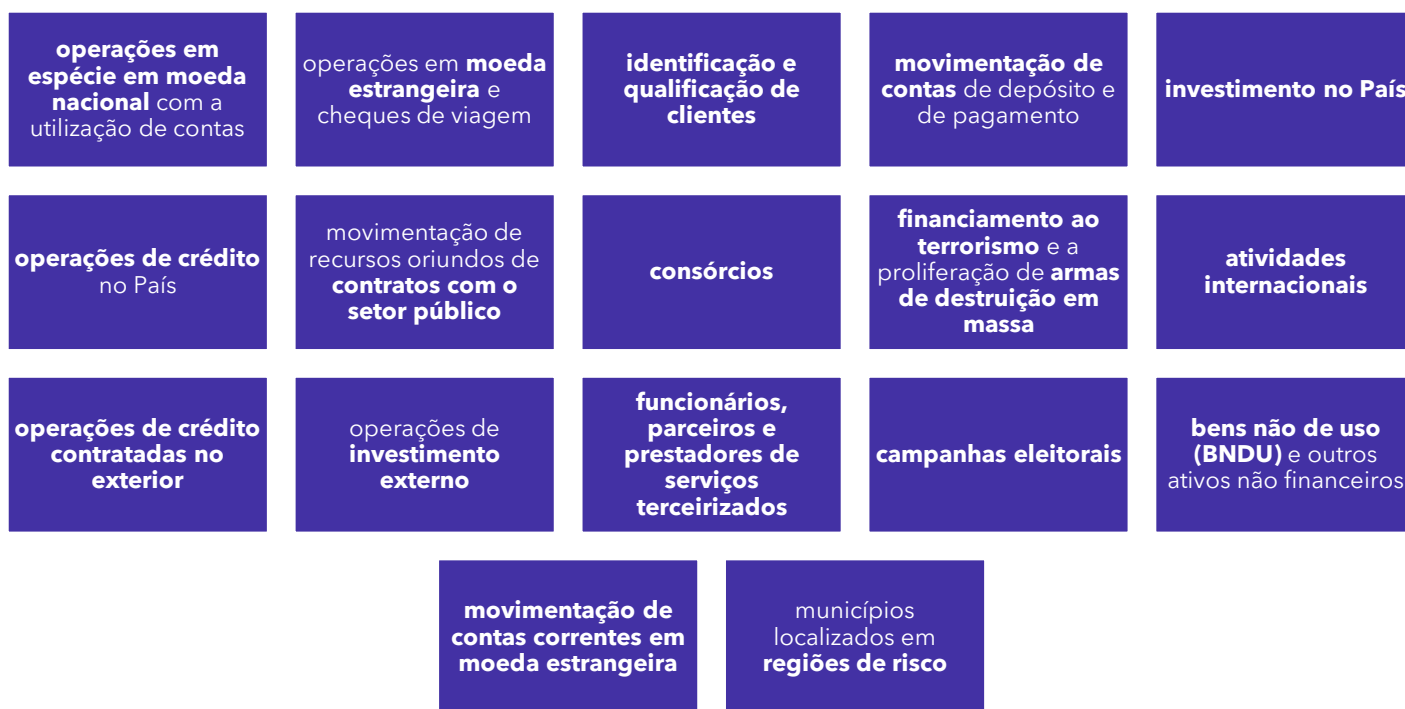 operações em
espécie em moeda
nacional com a
utilização de contas
operações em moeda
estrangeira e
cheques de viagem
identificação e
qualificação de
clientes
movimentação de
contas de depósito e
de pagamento
investimento no País
operações de crédito
no País
movimentação de
recursos oriundos de
contratos com o
setor público
consórcios
financiamento ao
terrorismo e a
proliferação de armas
de destruição em
massa
atividades
internacionais
operações de crédito
contratadas no
exterior
operações de
investimento
externo
funcionários,
parceiros e
prestadores de
serviços
terceirizados
campanhas eleitorais
bens não de uso
(BNDU) e outros
ativos não financeiros
movimentação de
contas correntes em
moeda estrangeira
municípios
localizados em
regiões de risco